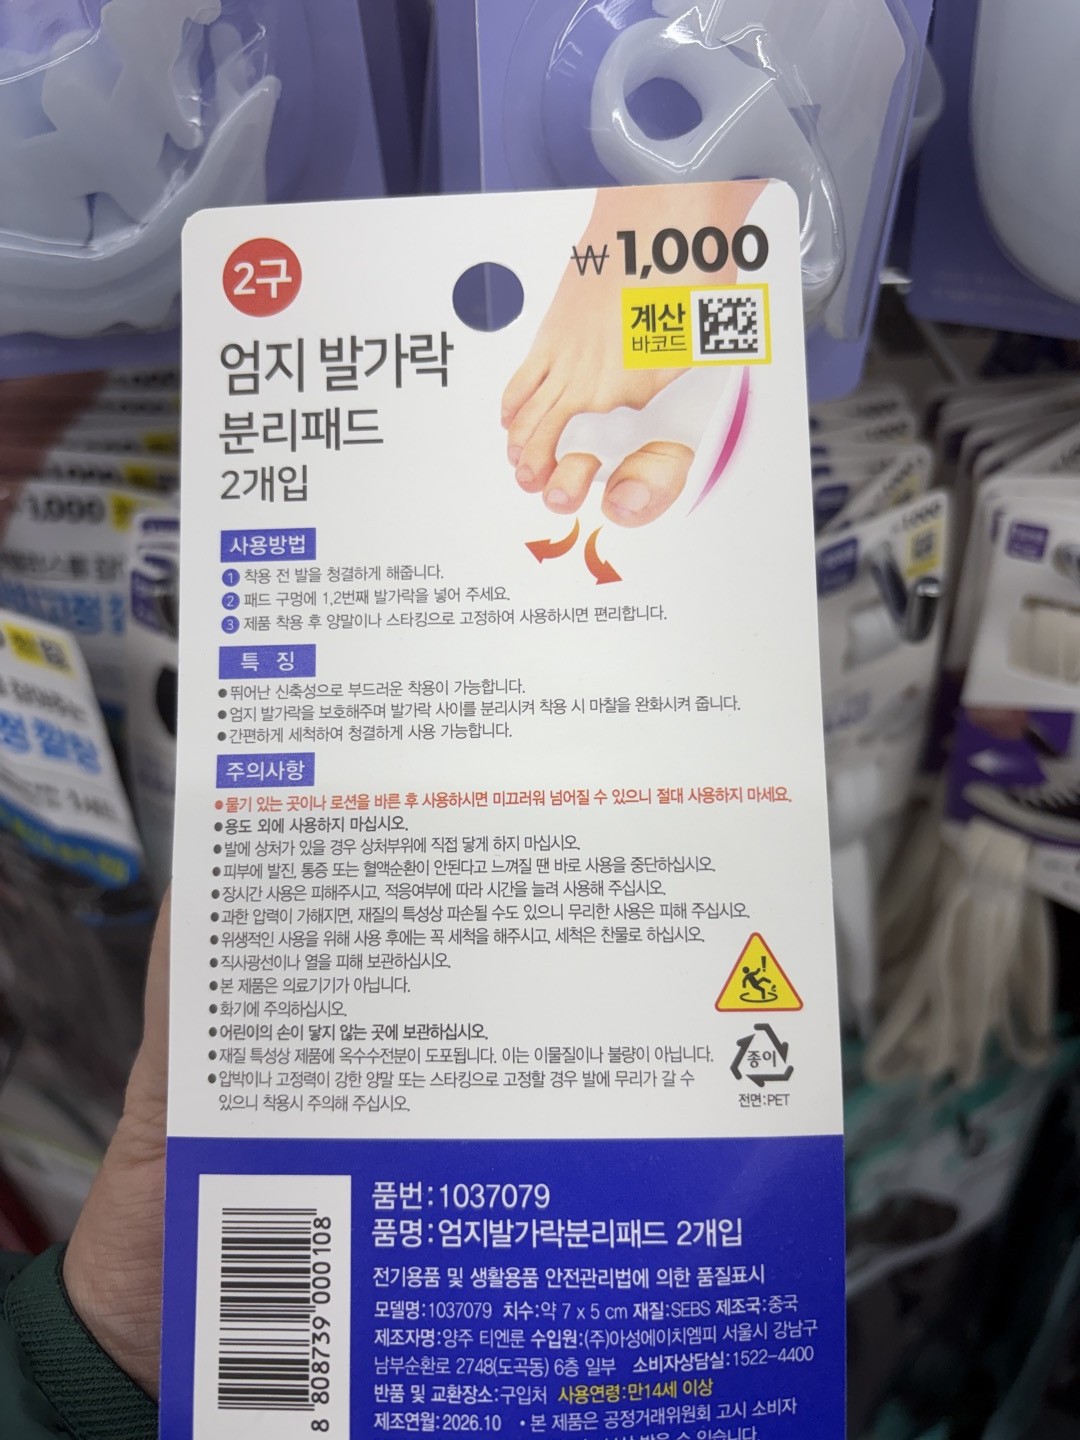 2구
₩1,000
계산
바코드
엄지 발가락
분리패드
2개입
사용방법
1 착용 전 발을 청결하게 해줍니다.
2 패드 구멍에 1,2번째 발가락을 넣어 주세요.
3 제품 착용 후 양말이나 스타킹으로 고정하여 사용하시면 편리합니다.
특 징
●뛰어난 신축성으로 부드러운 착용이 가능합니다.
●엄지 발가락을 보호해주며 발가락 사이를 분리시켜 착용 시 마찰을 완화시켜 줍니다.
●간편하게 세척하여 청결하게 사용 가능합니다.
주의사항
●물기 있는 곳이나 로션을 바른 후 사용하시면 미끄러워 넘어질 수 있으니 절대 사용하지 마세요.
●용도 외에 사용하지 마십시오.
●발에 상처가 있을 경우 상처부위에 직접 닿게 하지 마십시오.
●피부에 발진, 통증 또는 혈액순환이 안된다고 느껴질 땐 바로 사용을 중단하십시오.
●장시간 사용은 피해주시고, 적응여부에 따라 시간을 늘려 사용해 주십시오.
●과한 압력이 가해지면, 재질의 특성상 파손될 수도 있으니 무리한 사용은 피해 주십시오.
●위생적인 사용을 위해 사용 후에는 꼭 세척을 해주시고, 세척은 찬물로 하십시오.
●직사광선이나 열을 피해 보관하십시오.
●본 제품은 의료기기가 아닙니다.
●화기에 주의하십시오.
●어린이의 손이 닿지 않는 곳에 보관하십시오.
●재질 특성상 제품에 옥수수전분이 도포됩니다. 이는 이물질이나 불량이 아닙니다.
●압박이나 고정력이 강한 양말 또는 스타킹으로 고정할 경우 발에 무리가 갈 수
있으니 착용시 주의해 주십시오.
종이
전면:PET
품번:1037079
품명:엄지발가락분리패드 2개입
전기용품 및 생활용품 안전관리법에 의한 품질표시
모델명:1037079 치수:약 7 x 5 cm 재질:SEBS 제조국:중국
제조자명:양주 티엔룬 수입원:(주)아성에이치엠피 서울시 강남구
남부순환로 2748(도곡동) 6층 일부 소비자상담실:1522-4400
반품 및 교환장소:구입처 사용연령:만14세 이상
제조연월:2026.10 •본 제품은 공정거래위원회 고시 소비자
8 808739 000108
1,000
1,000